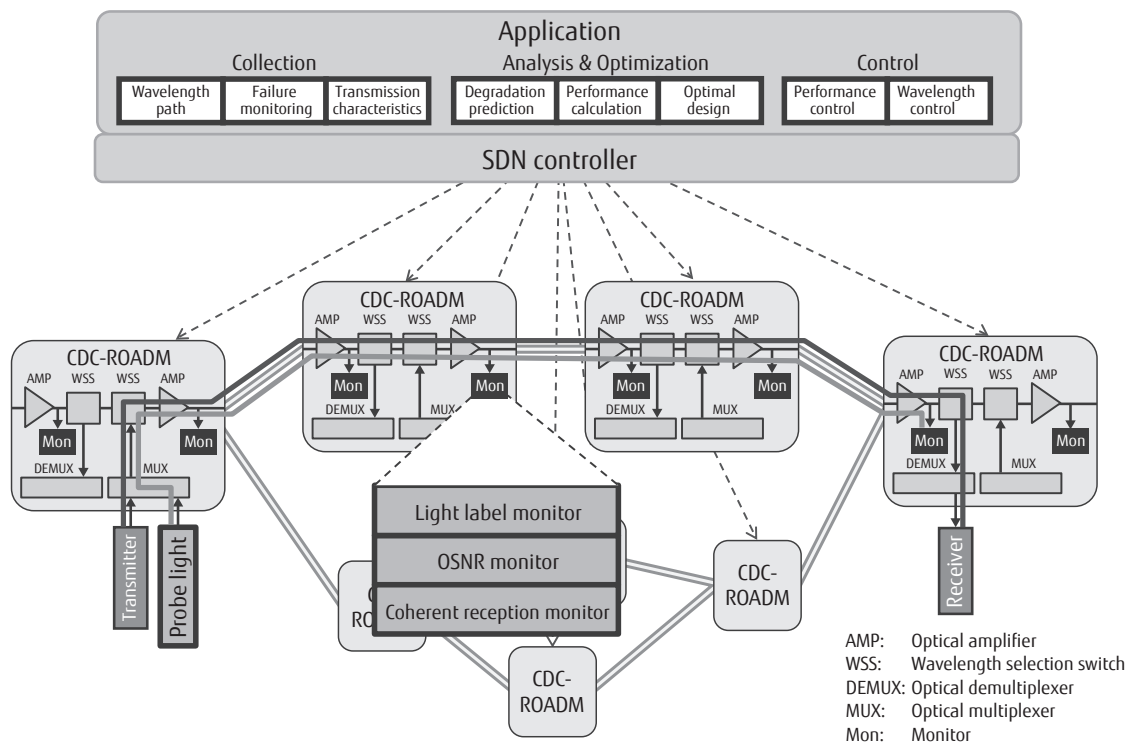 Application
Collection
Analysis & Optimization
Control
Wavelength
path
Failure
monitoring
Transmission
characteristics
Degradation
prediction
Performance
calculation
Optimal
design
Performance
control
Wavelength
control
SDN controller
CDC-ROADM
AMP WSS WSS AMP
Mon Mon
DEMUX MUX
CDC-ROADM
AMP WSS WSS AMP
Mon Mon
DEMUX MUX
CDC-ROADM
AMP WSS WSS AMP
Mon Mon
DEMUX MUX
CDC-ROADM
AMP WSS WSS AMP
Mon Mon
DEMUX MUX
Transmitter
Probe light
Receiver
Light label monitor
OSNR monitor
Coherent reception monitor
CDC-
ROADM
CDC-
ROADM
AMP: Optical amplifier
WSS: Wavelength selection switch
DEMUX: Optical demultiplexer
MUX: Optical multiplexer
Mon: Monitor